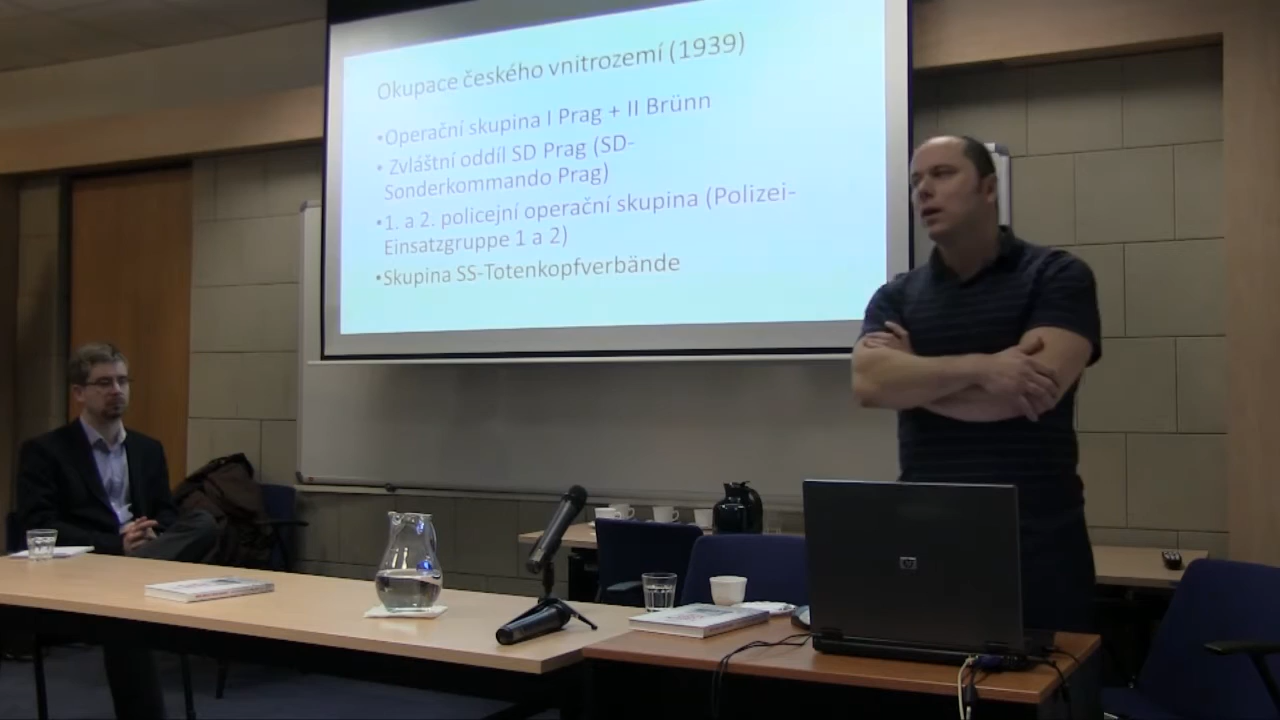 Okupace českého vnitrozemí (1939)
•Operační skupina I Prag + II Brünn
• Zvláštní oddíl SD Prag (SD-
Sonderkommando Prag)
•1. a 2. policejní operační skupina (Polizei-
Einsatzgruppe 1 a 2)
•Skupina SS-Totenkopfverbände
hp